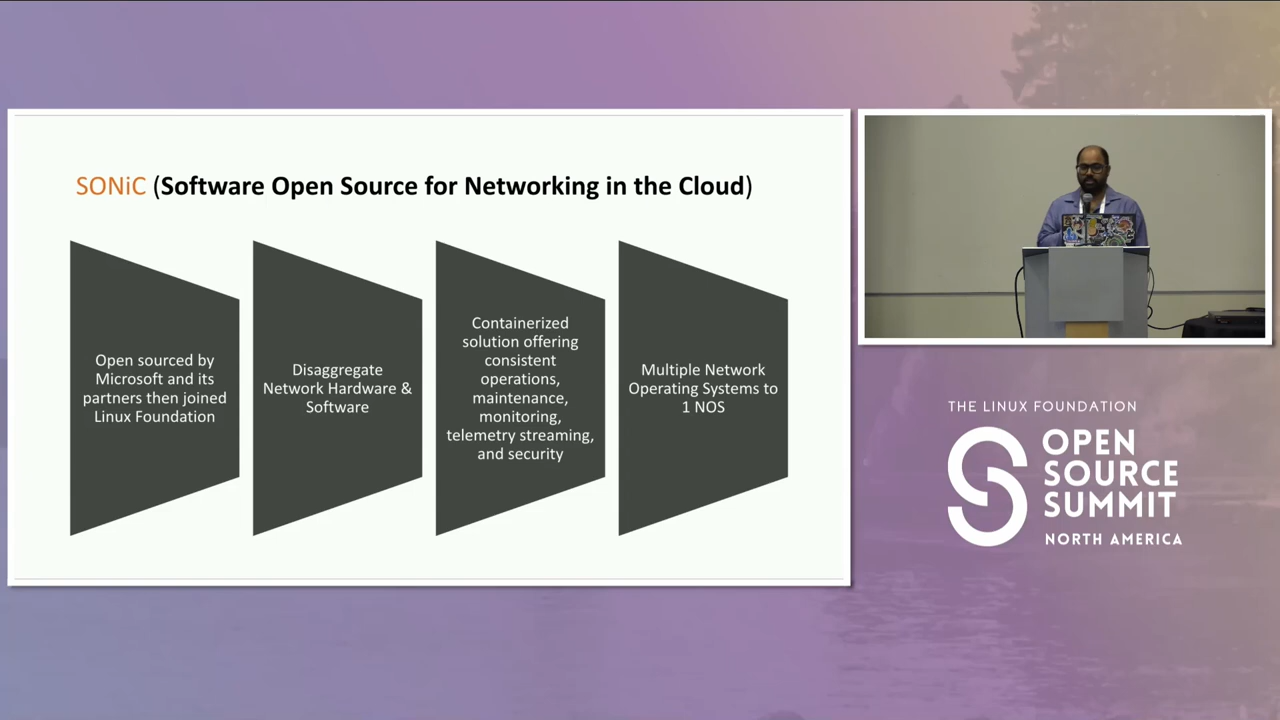 SONiC (Software Open Source for Networking in the Cloud)
Open sourced by
Microsoft and its
partners then joined
Linux Foundation
Disaggregate
Network Hardware &
Software
Containerized
solution offering
consistent
operations,
maintenance,
monitoring,
telemetry streaming,
and security
Multiple Network
Operating Systems to
1 NOS
THE LINUX FOUNDATION
OPEN
SOURCE
SUMMIT
NORTH AMERICA